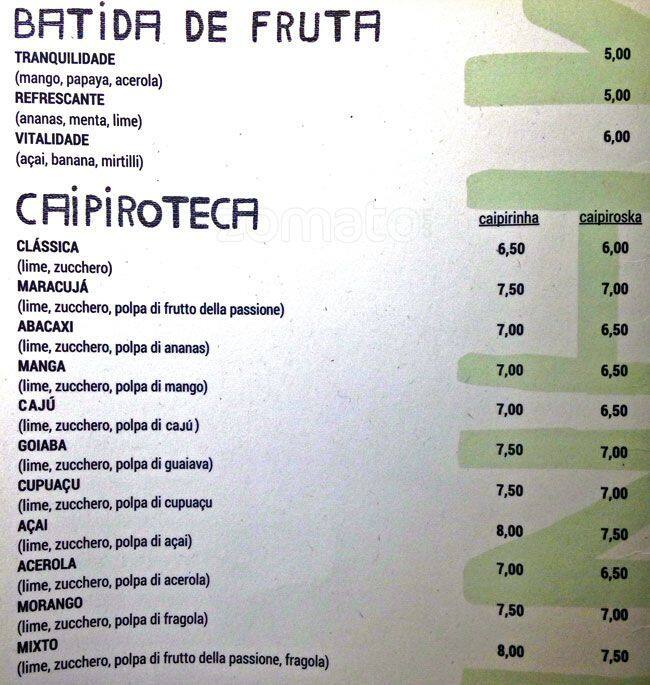 BATIDA DE FRUTA
TRANQUILIDADE 5,00
(mango, papaya, acerola)
REFRESCANTE 5,00
(ananas, menta, lime)
VITALIDADE 6,00
(açai, banana, mirtilli)
CAIPIROTECA caipirinha caipiroska
zomato
CLÁSSICA 6,50 6,00
(lime, zucchero)
MARACUJÁ 7,50 7,00
(lime, zucchero, polpa di frutto della passione)
ABACAXI 7,00 6,50
(lime, zucchero, polpa di ananas)
MANGA 7,00 6,50
(lime, zucchero, polpa di mango)
CAJÚ 7,00 6,50
(lime, zucchero, polpa di cajú)
GOIABA 7,50 7,00
(lime, zucchero, polpa di guaiava)
CUPUAÇU 7,50 7,00
(lime, zucchero, polpa di cupuaçu
AÇAI 8,00 7,50
(lime, zucchero, polpa di açai)
ACEROLA 7,00 6,50
(lime, zucchero, polpa di acerola)
MORANGO 7,50 7,00
(lime, zucchero, polpa di fragola)
MIXTO 8,00 7,50
(lime, zucchero, polpa di frutto della passione, fragola)